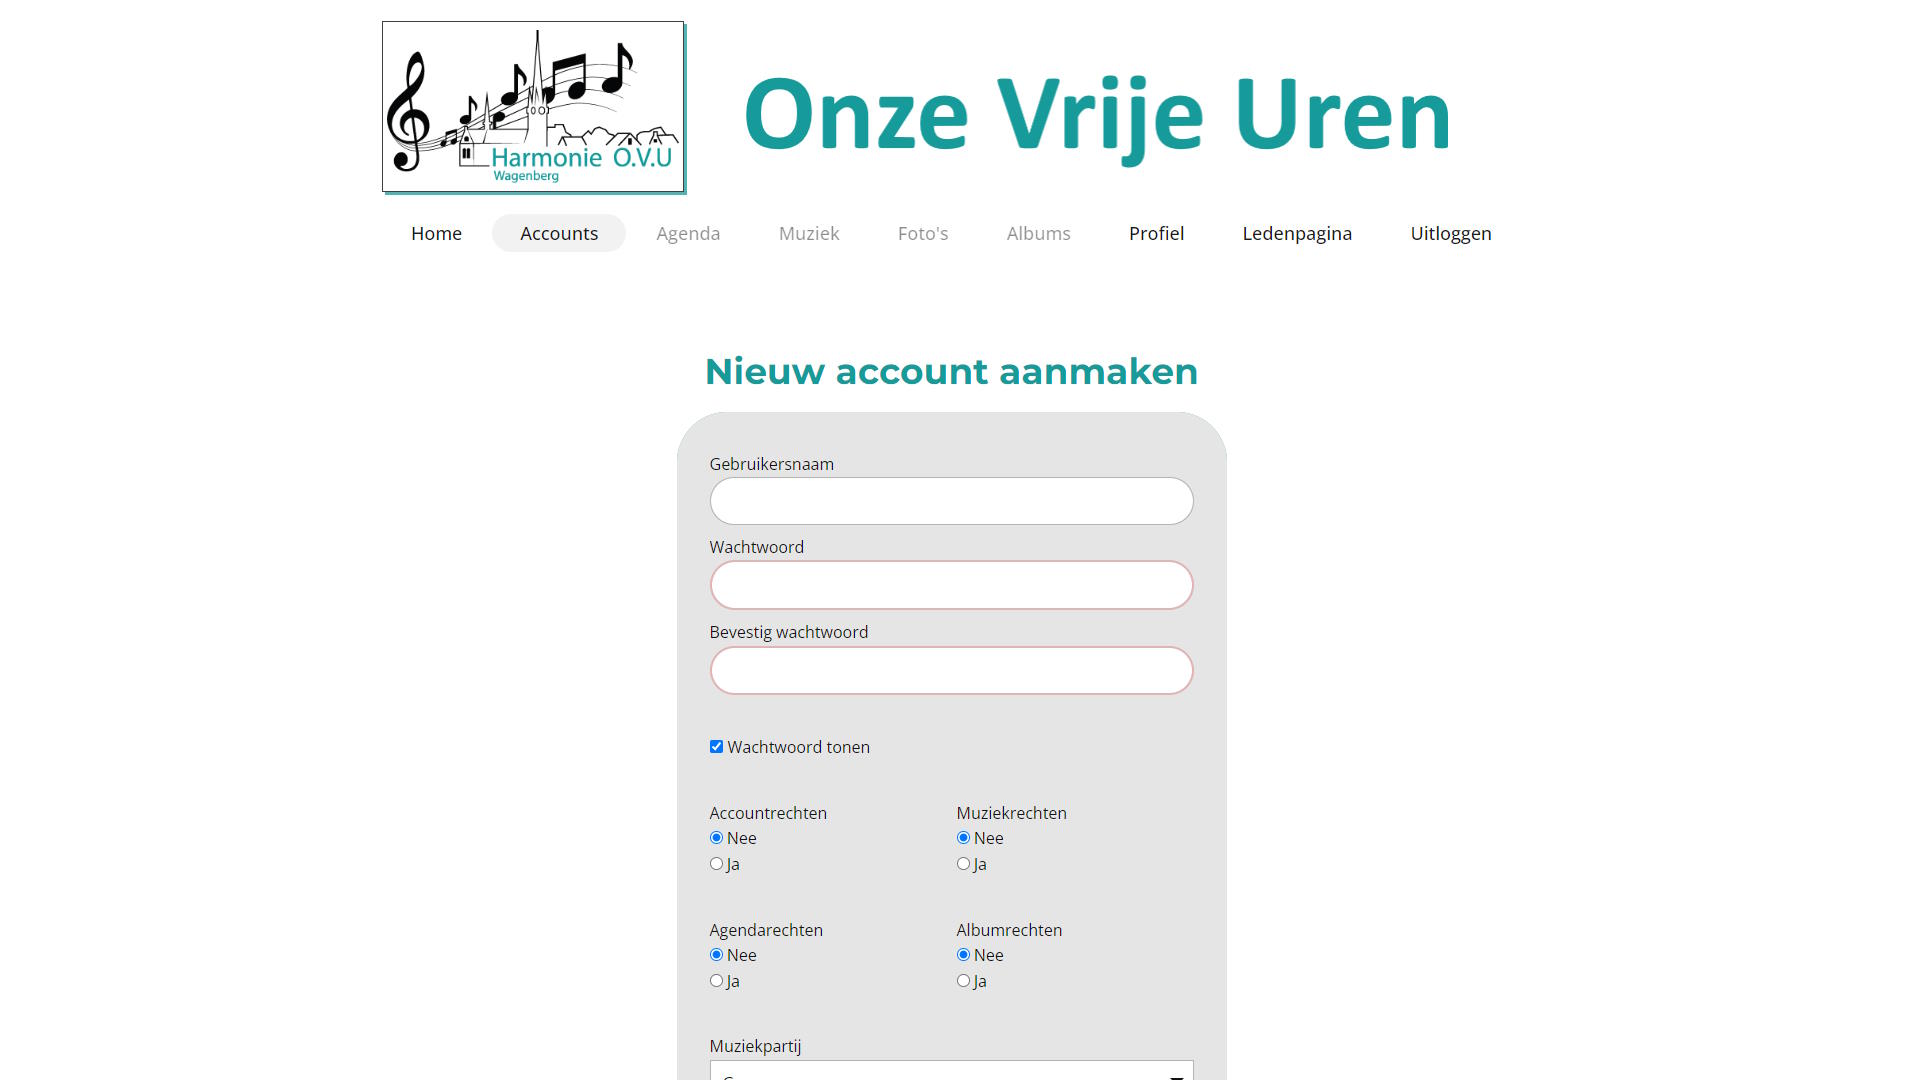 Harmonie O.V.U
Wagenberg
Onze Vrije Uren
Home Accounts Agenda Muziek Foto's Albums Profiel Ledenpagina Uitloggen
Nieuw account aanmaken
Gebruikersnaam
Wachtwoord
Bevestig wachtwoord
Wachtwoord tonen
Accountrechten Muziekrechten
Nee Nee
Ja Ja
Agendarechten Albumrechten
Nee Nee
Ja Ja
Muziekpartij